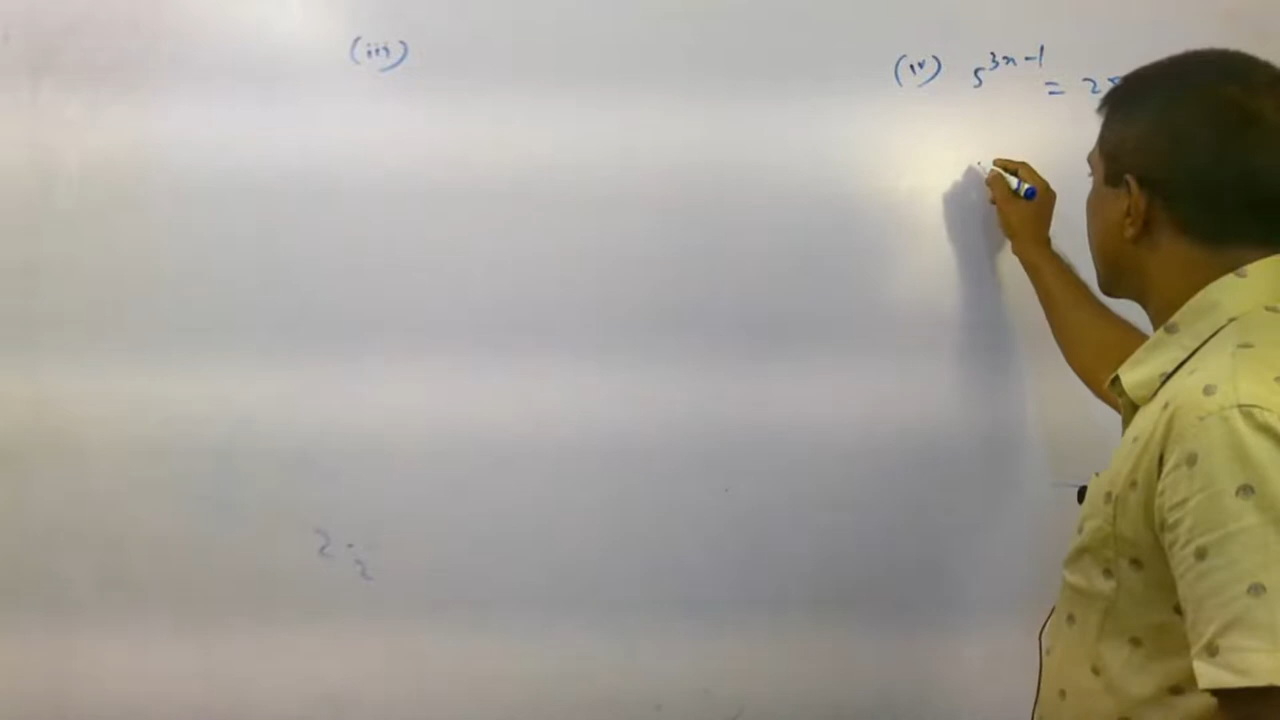 (iii)
(iv) 5^{3x-1} = 2